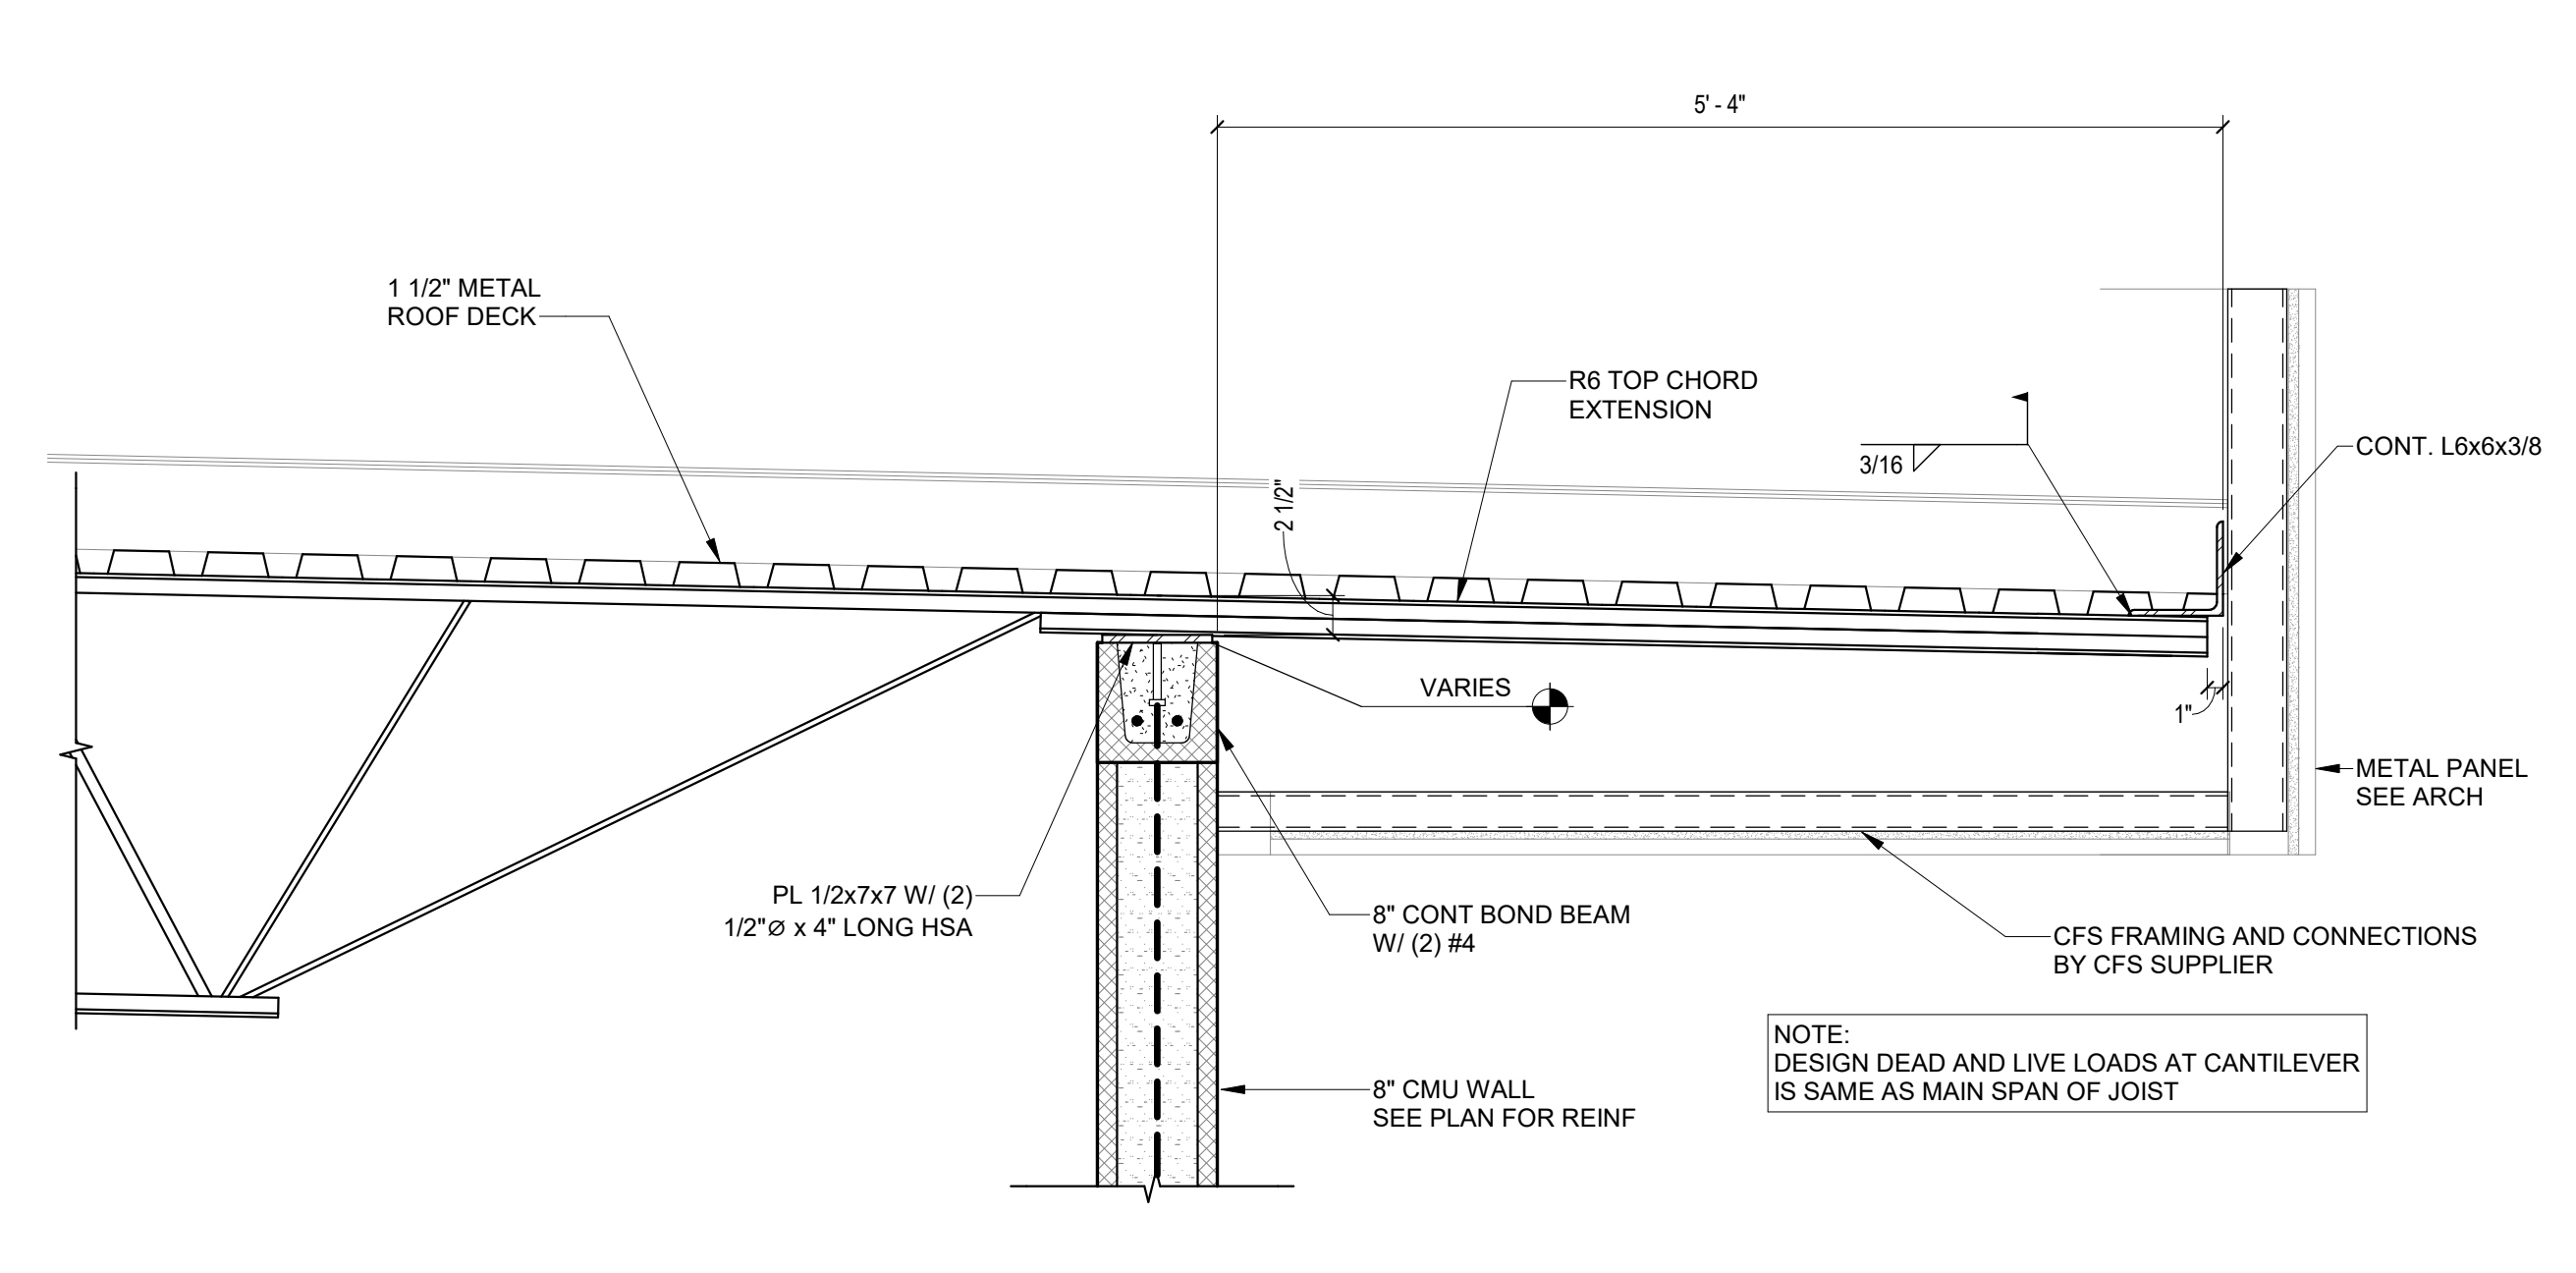 5' - 4"
1 1/2" METAL
ROOF DECK
R6 TOP CHORD
EXTENSION
3/16
CONT. L6x6x3/8
2 1/2"
VARIES
1"
METAL PANEL
SEE ARCH
PL 1/2x7x7 W/ (2)
1/2"Ø x 4" LONG HSA
8" CONT BOND BEAM
W/ (2) #4
CFS FRAMING AND CONNECTIONS
BY CFS SUPPLIER
NOTE:
DESIGN DEAD AND LIVE LOADS AT CANTILEVER
IS SAME AS MAIN SPAN OF JOIST
8" CMU WALL
SEE PLAN FOR REINF